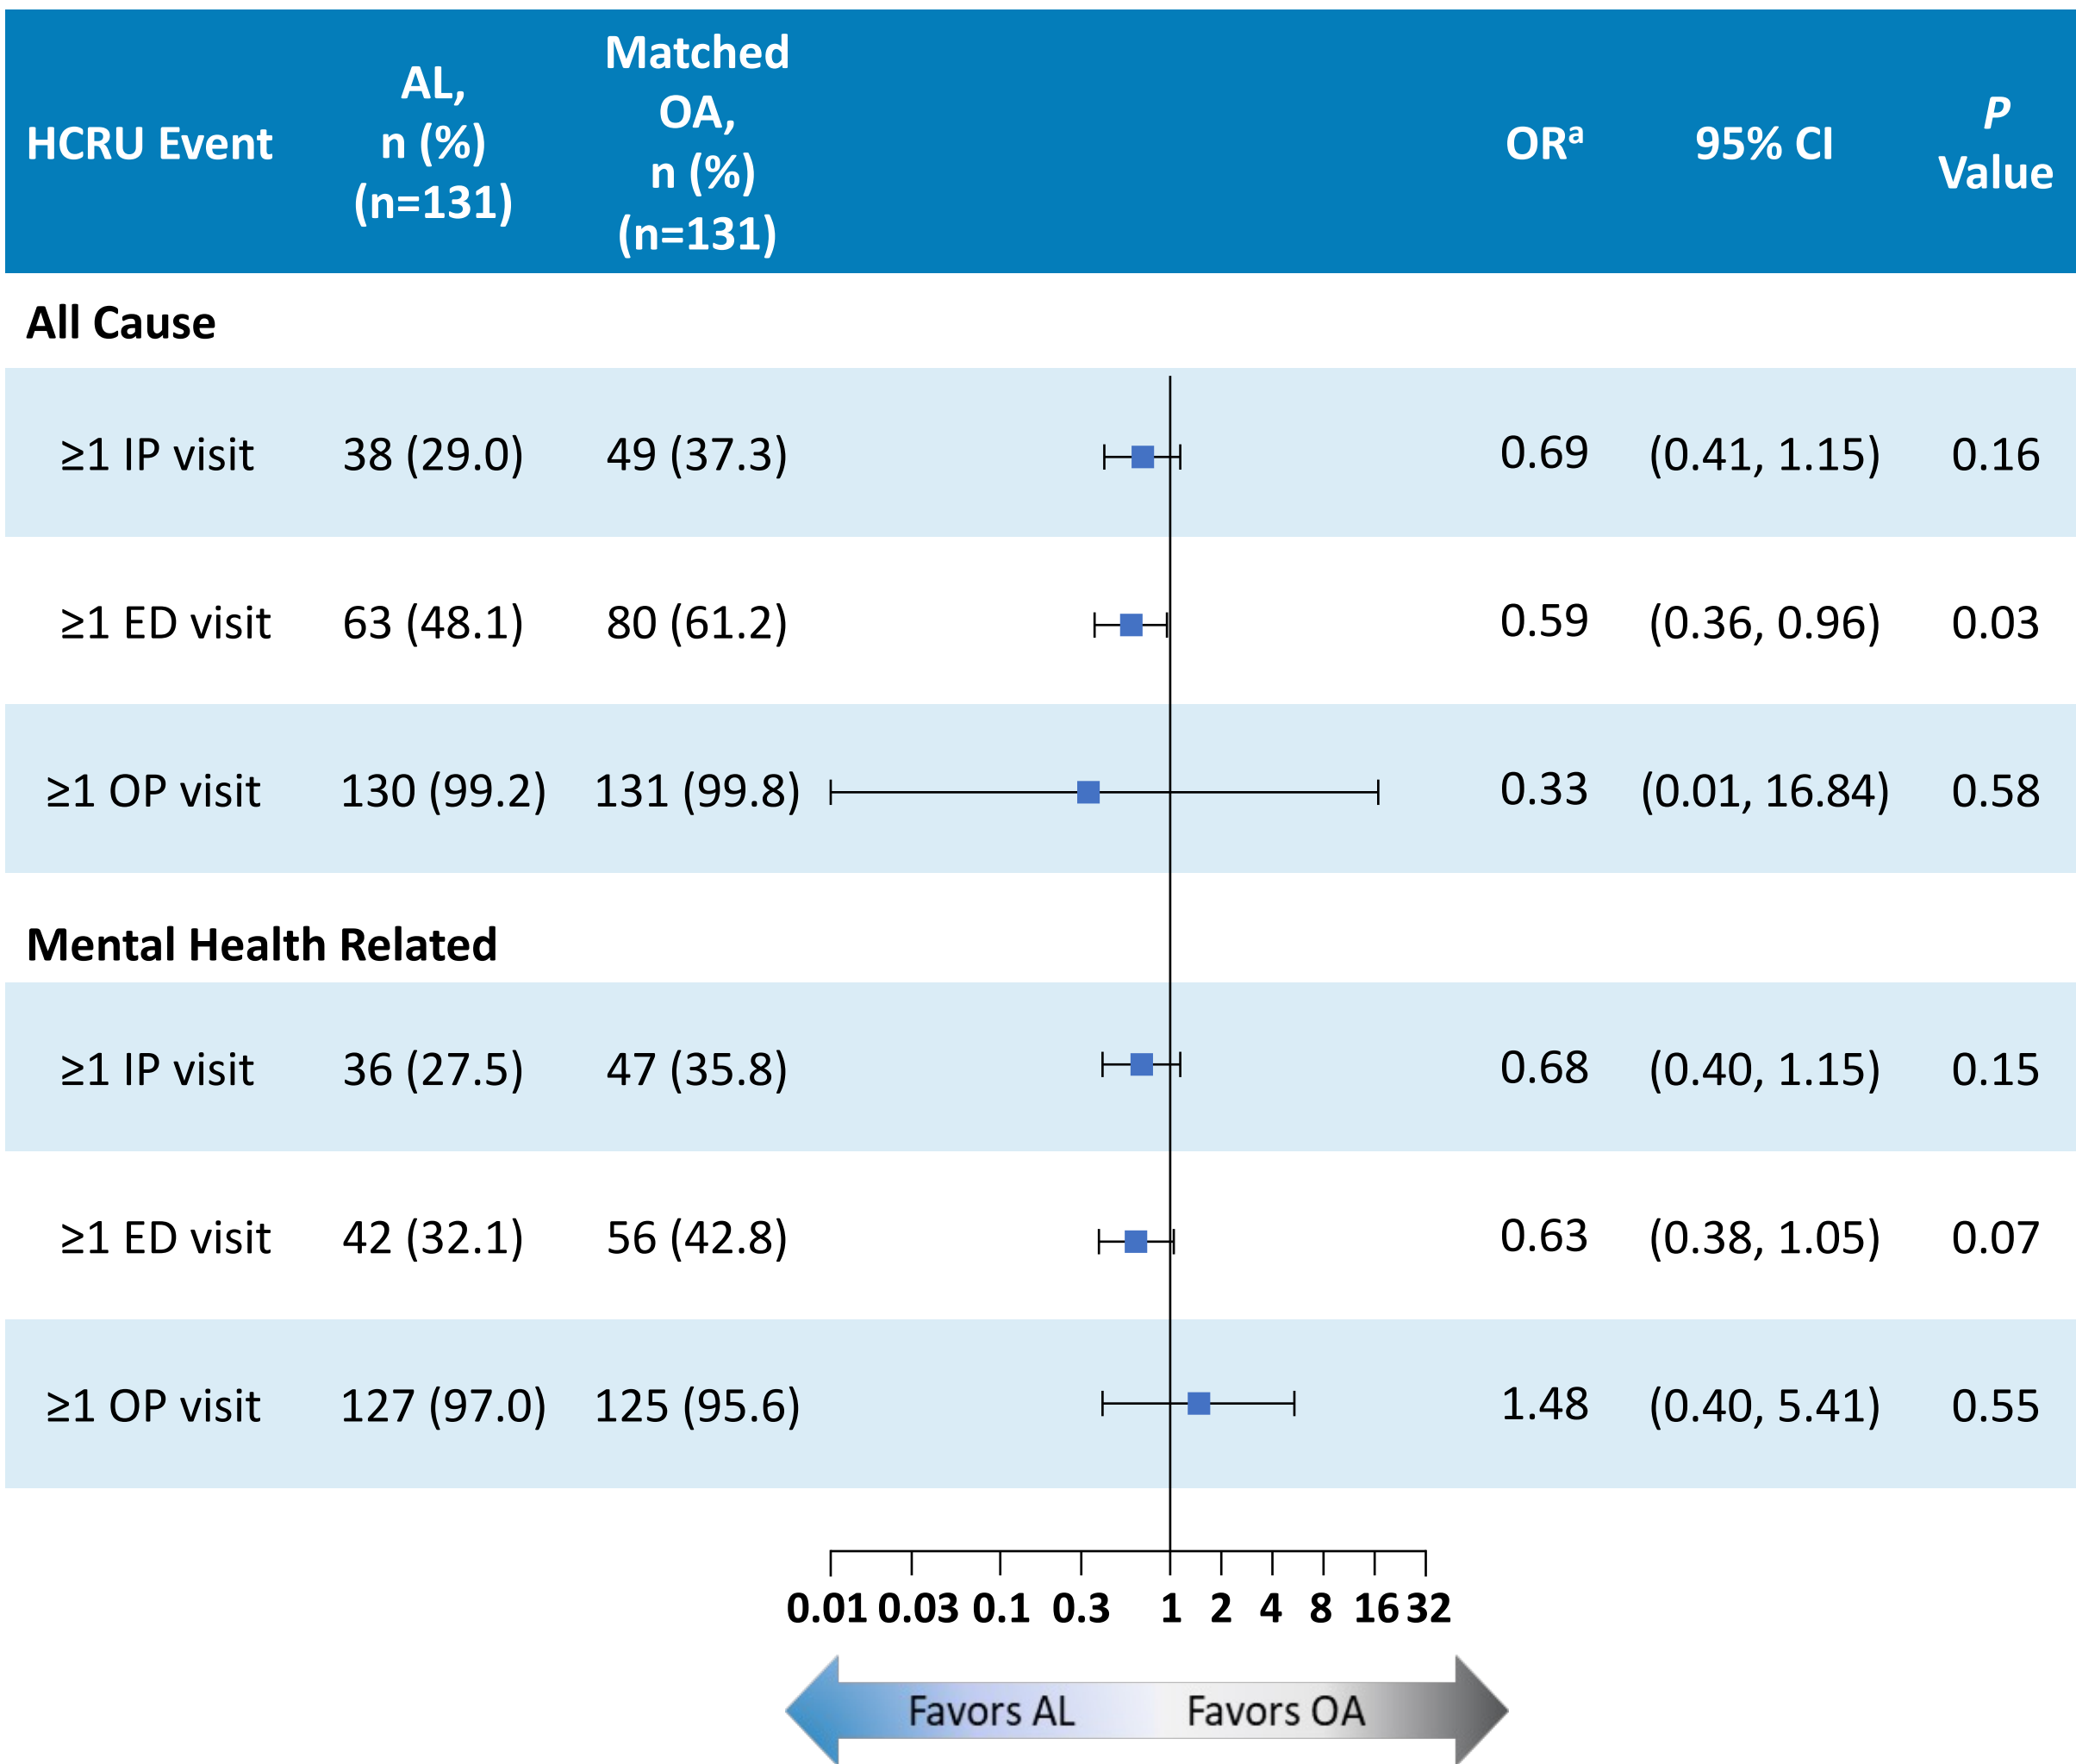 HCRU Event
AL,
n (%)
(n=131)
Matched
OA,
n (%)
(n=131)
ORᵃ
95% CI
P
Value
All Cause
≥1 IP visit 38 (29.0) 49 (37.3) 0.69 (0.41, 1.15) 0.16
≥1 ED visit 63 (48.1) 80 (61.2) 0.59 (0.36, 0.96) 0.03
≥1 OP visit 130 (99.2) 131 (99.8) 0.33 (0.01, 16.84) 0.58
Mental Health Related
≥1 IP visit 36 (27.5) 47 (35.8) 0.68 (0.40, 1.15) 0.15
≥1 ED visit 42 (32.1) 56 (42.8) 0.63 (0.38, 1.05) 0.07
≥1 OP visit 127 (97.0) 125 (95.6) 1.48 (0.40, 5.41) 0.55
0.01 0.03 0.1 0.3 1 2 4 8 16 32
Favors AL Favors OA